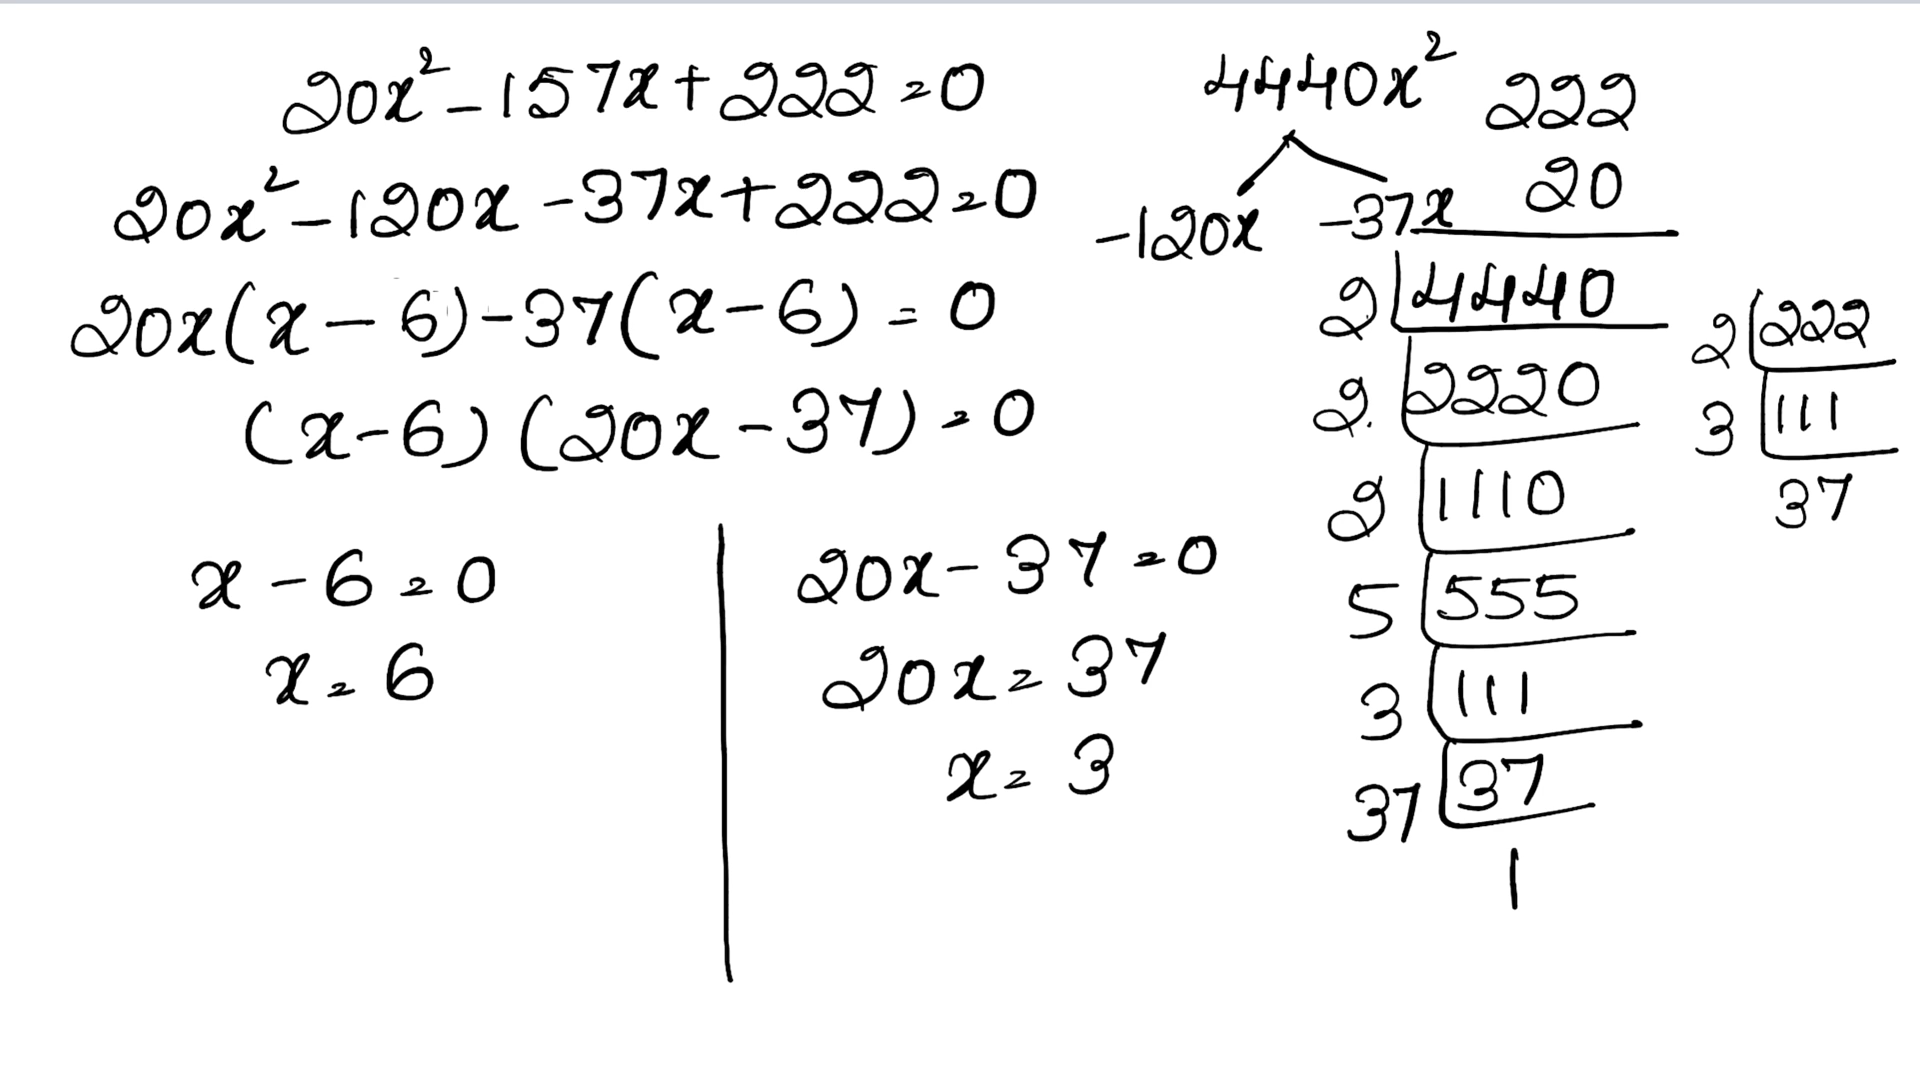 20x² - 157x + 222 = 0
20x² - 120x - 37x + 222 = 0
20x(x - 6) - 37(x - 6) = 0
(x - 6) (20x - 37) = 0
x - 6 = 0
x = 6
20x - 37 = 0
20x = 37
x = 3
4440x²
-120x -37x
222
20
2 4440
2. 2220
2 1110
5 555
3 111
37 37
1
2 222
3 111
37